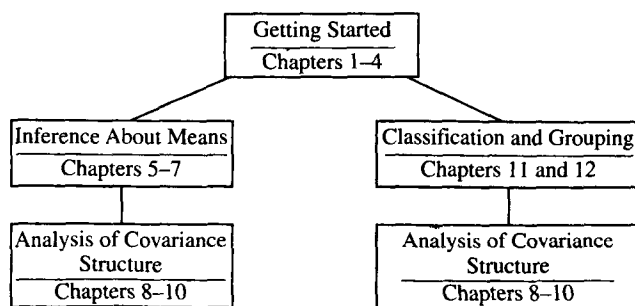 Getting Started
Chapters 1–4
Inference About Means
Chapters 5–7
Classification and Grouping
Chapters 11 and 12
Analysis of Covariance
Structure
Chapters 8–10
Analysis of Covariance
Structure
Chapters 8–10